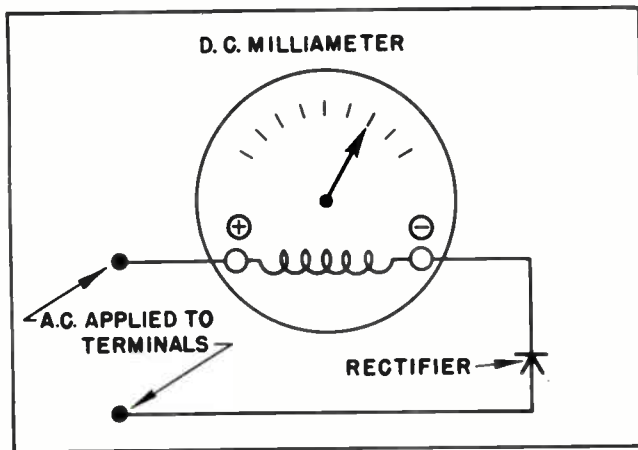 D. C. MILLIAMETER
+
−
A.C. APPLIED TO
TERMINALS
RECTIFIER